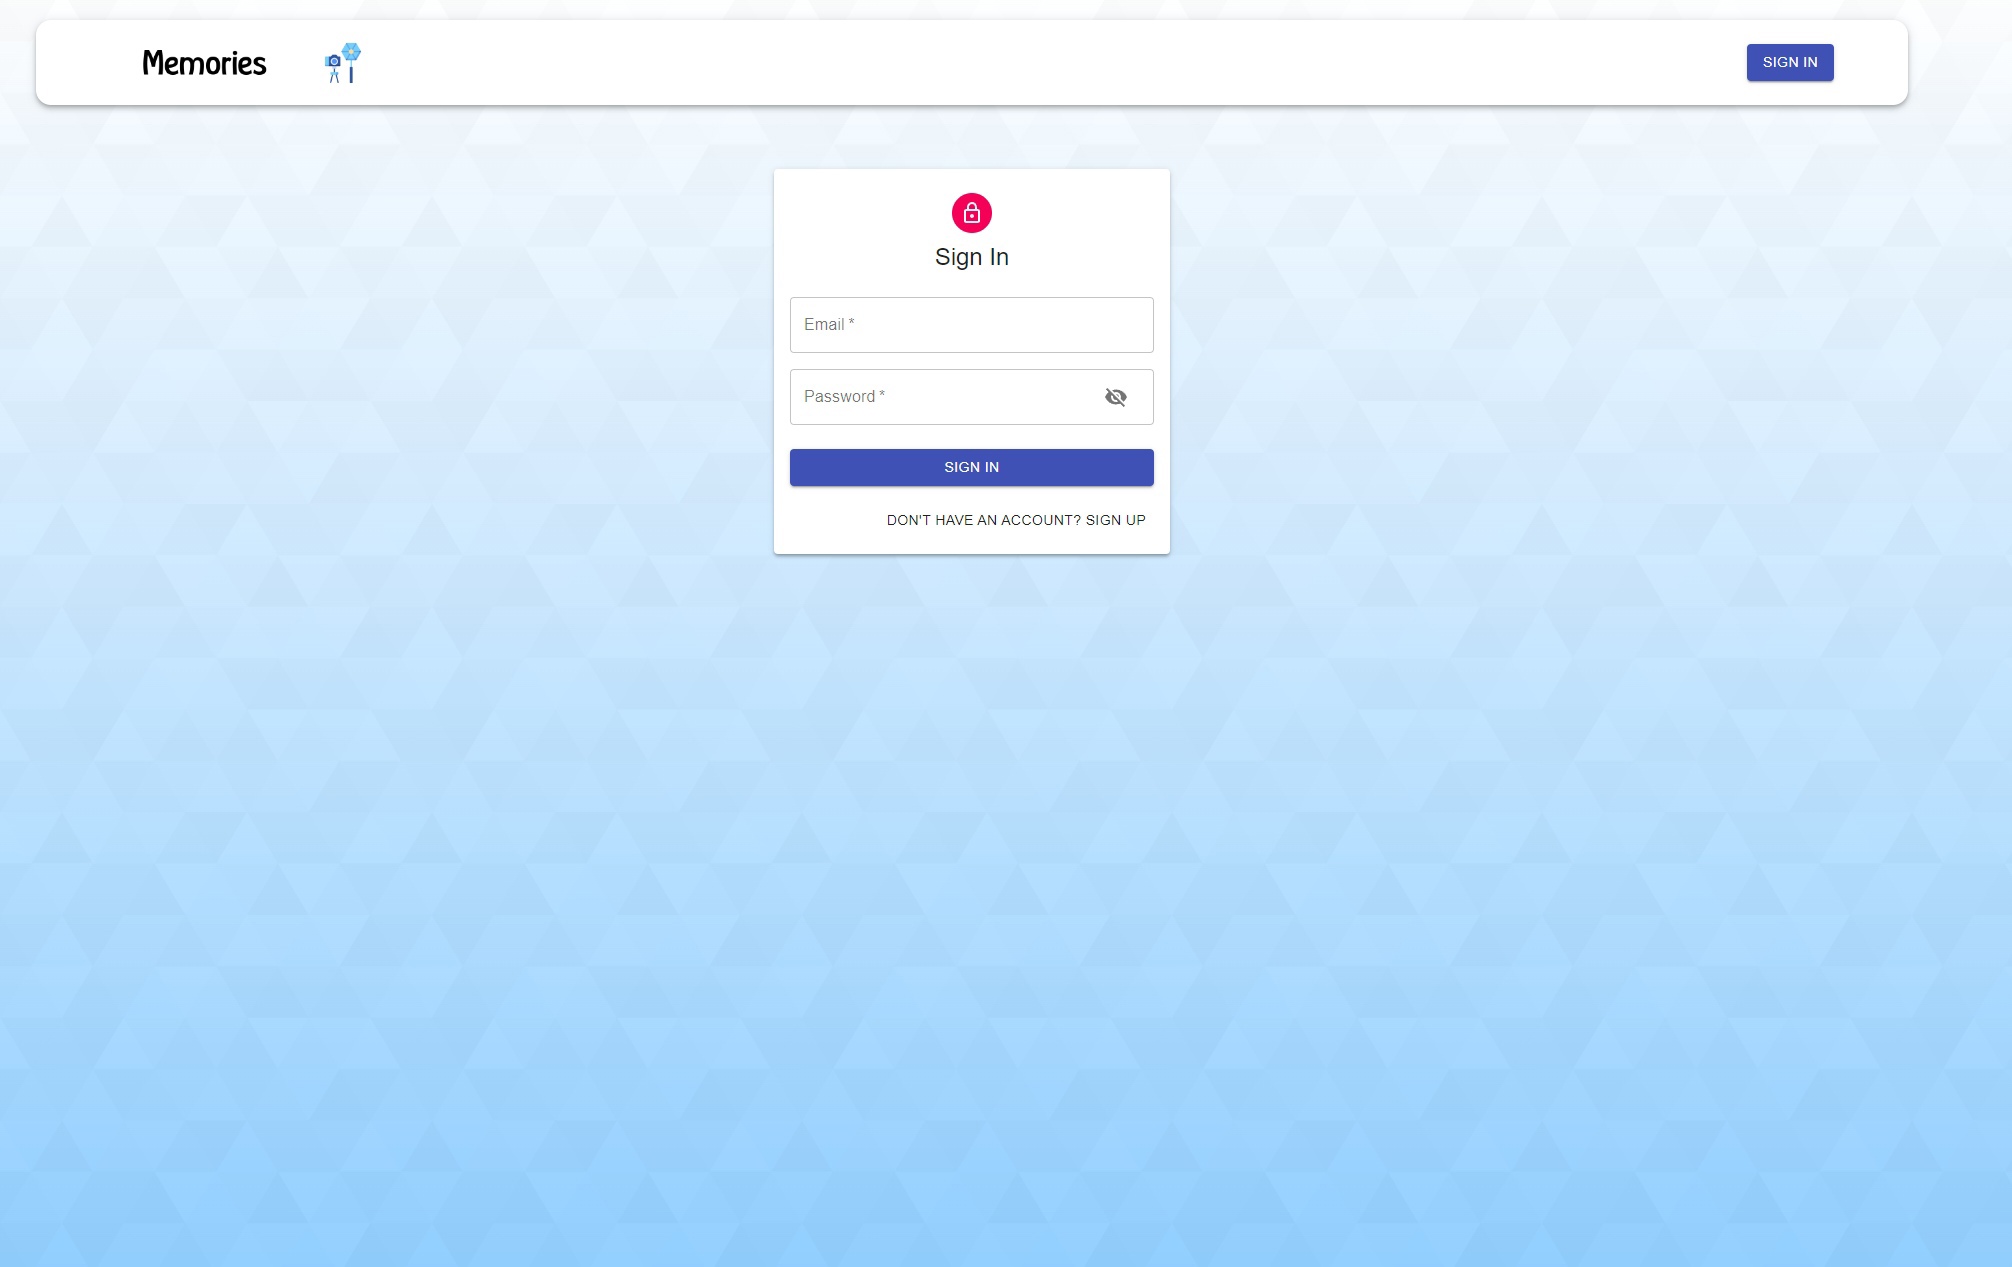 Memories
SIGN IN
Sign In
Email *
Password *
SIGN IN
DON'T HAVE AN ACCOUNT? SIGN UP